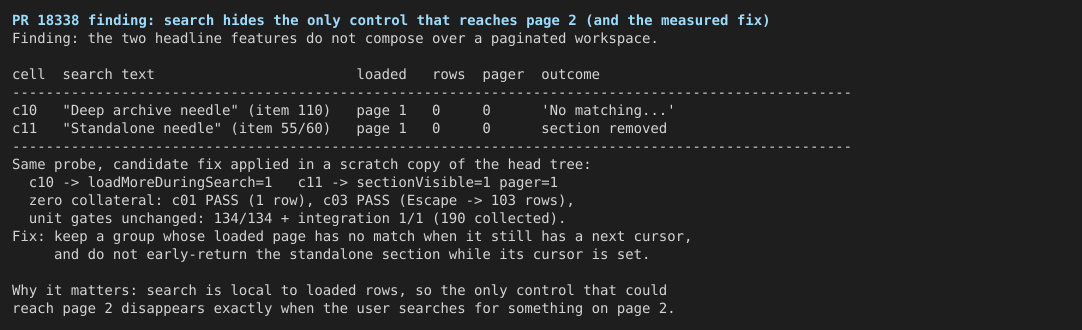 PR 18338 finding: search hides the only control that reaches page 2 (and the measured fix)
Finding: the two headline features do not compose over a paginated workspace.
cell  search text                        loaded   rows  pager  outcome
----------------------------------------------------------------------------------------------------
c10   "Deep archive needle" (item 110)   page 1   0     0      'No matching...'
c11   "Standalone needle" (item 55/60)   page 1   0     0      section removed
----------------------------------------------------------------------------------------------------
Same probe, candidate fix applied in a scratch copy of the head tree:
  c10 -> loadMoreDuringSearch=1   c11 -> sectionVisible=1 pager=1
  zero collateral: c01 PASS (1 row), c03 PASS (Escape -> 103 rows),
  unit gates unchanged: 134/134 + integration 1/1 (190 collected).
Fix: keep a group whose loaded page has no match when it still has a next cursor,
     and do not early-return the standalone section while its cursor is set.
Why it matters: search is local to loaded rows, so the only control that could
reach page 2 disappears exactly when the user searches for something on page 2.